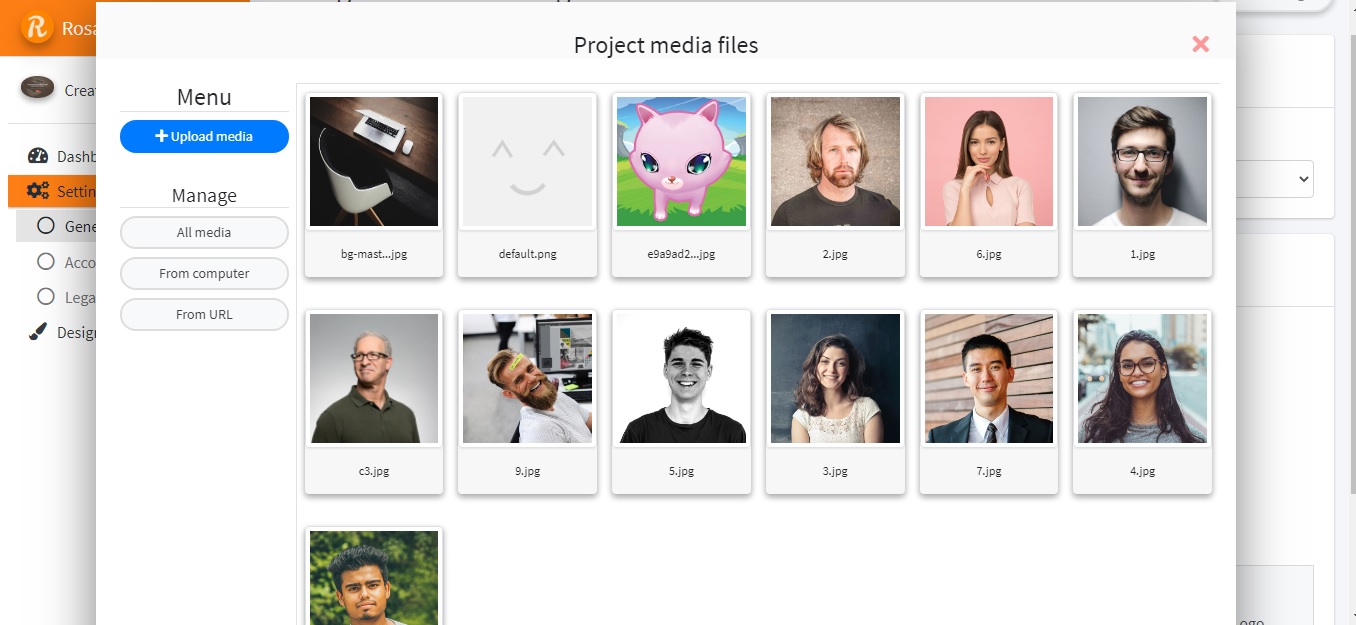 Project media files
R
Menu
Upload media
Manage
All media
From computer
From URL
bg-mast...jpg
default.png
e9a9ad2...jpg
2.jpg
6.jpg
1.jpg
c3.jpg
9.jpg
5.jpg
3.jpg
7.jpg
4.jpg
Rosa
Crea
Dashb
Settin
Gene
Acco
Lega
Design
ogo